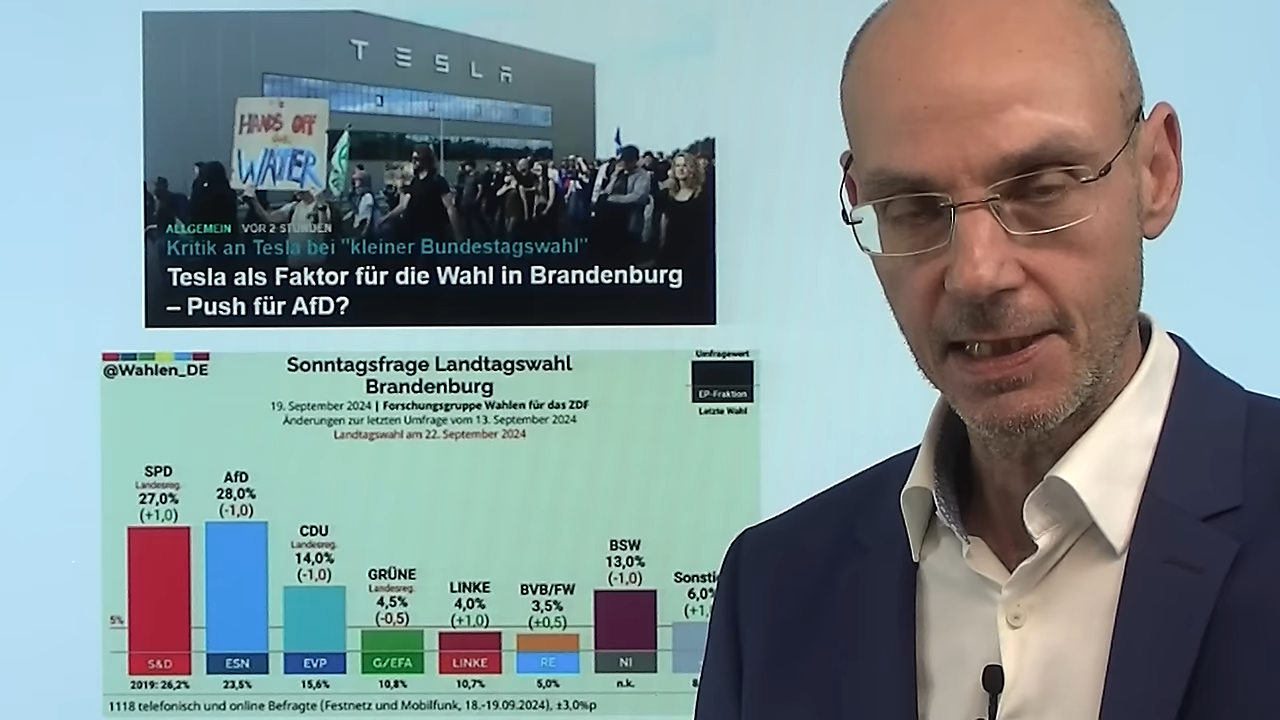 TESLA
HANDS OFF
WATER
ALLGEMEIN VOR 2 STUNDEN
Kritik an Tesla bei "kleiner Bundestagswahl"
Tesla als Faktor für die Wahl in Brandenburg
– Push für AfD?
@Wahlen_DE
Sonntagsfrage Landtagswahl
Brandenburg
19. September 2024 | Forschungsgruppe Wahlen für das ZDF
Änderungen zur letzten Umfrage vom 13. September 2024
Landtagswahl am 22. September 2024
Umfragewert
EP-Fraktion
Letzte Wahl
SPD
Landesreg.
27,0%
(+1,0)
AfD
28,0%
(-1,0)
CDU
Landesreg.
14,0%
(-1,0)
GRÜNE
Landesreg.
4,5%
(-0,5)
LINKE
4,0%
(+1,0)
BVB/FW
3,5%
(+0,5)
BSW
13,0%
(-1,0)
Sonsti
6,0%
(+1,
5%
S&D ESN EVP G/EFA LINKE RE NI
2019: 26,2% 23,5% 15,6% 10,8% 10,7% 5,0% n.k. 8
1118 telefonisch und online Befragte (Festnetz und Mobilfunk, 18.-19.09.2024), ±3,0%p